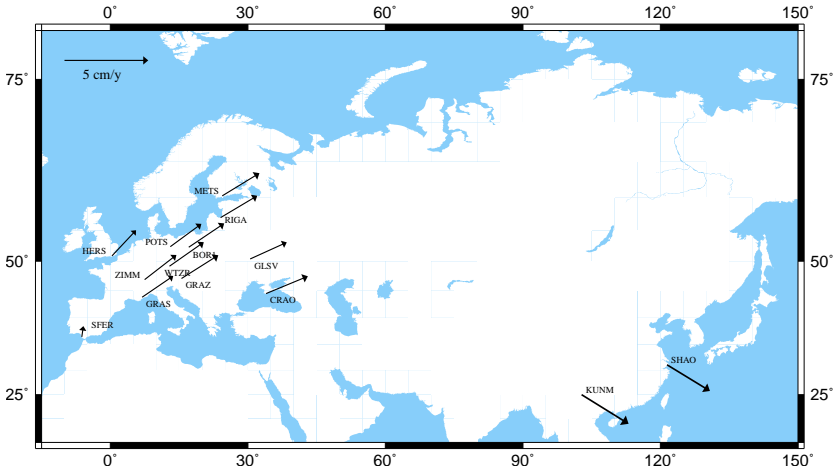 0° 30° 60° 90° 120° 150°
75° 75°
5 cm/y
METS
RIGA
POTS
HERS
BOR1
50° 50°
GLSV
ZIMM WTZR
GRAZ
GRAS CRAO
SFER
SHAO
KUNM
25° 25°
0° 30° 60° 90° 120° 150°